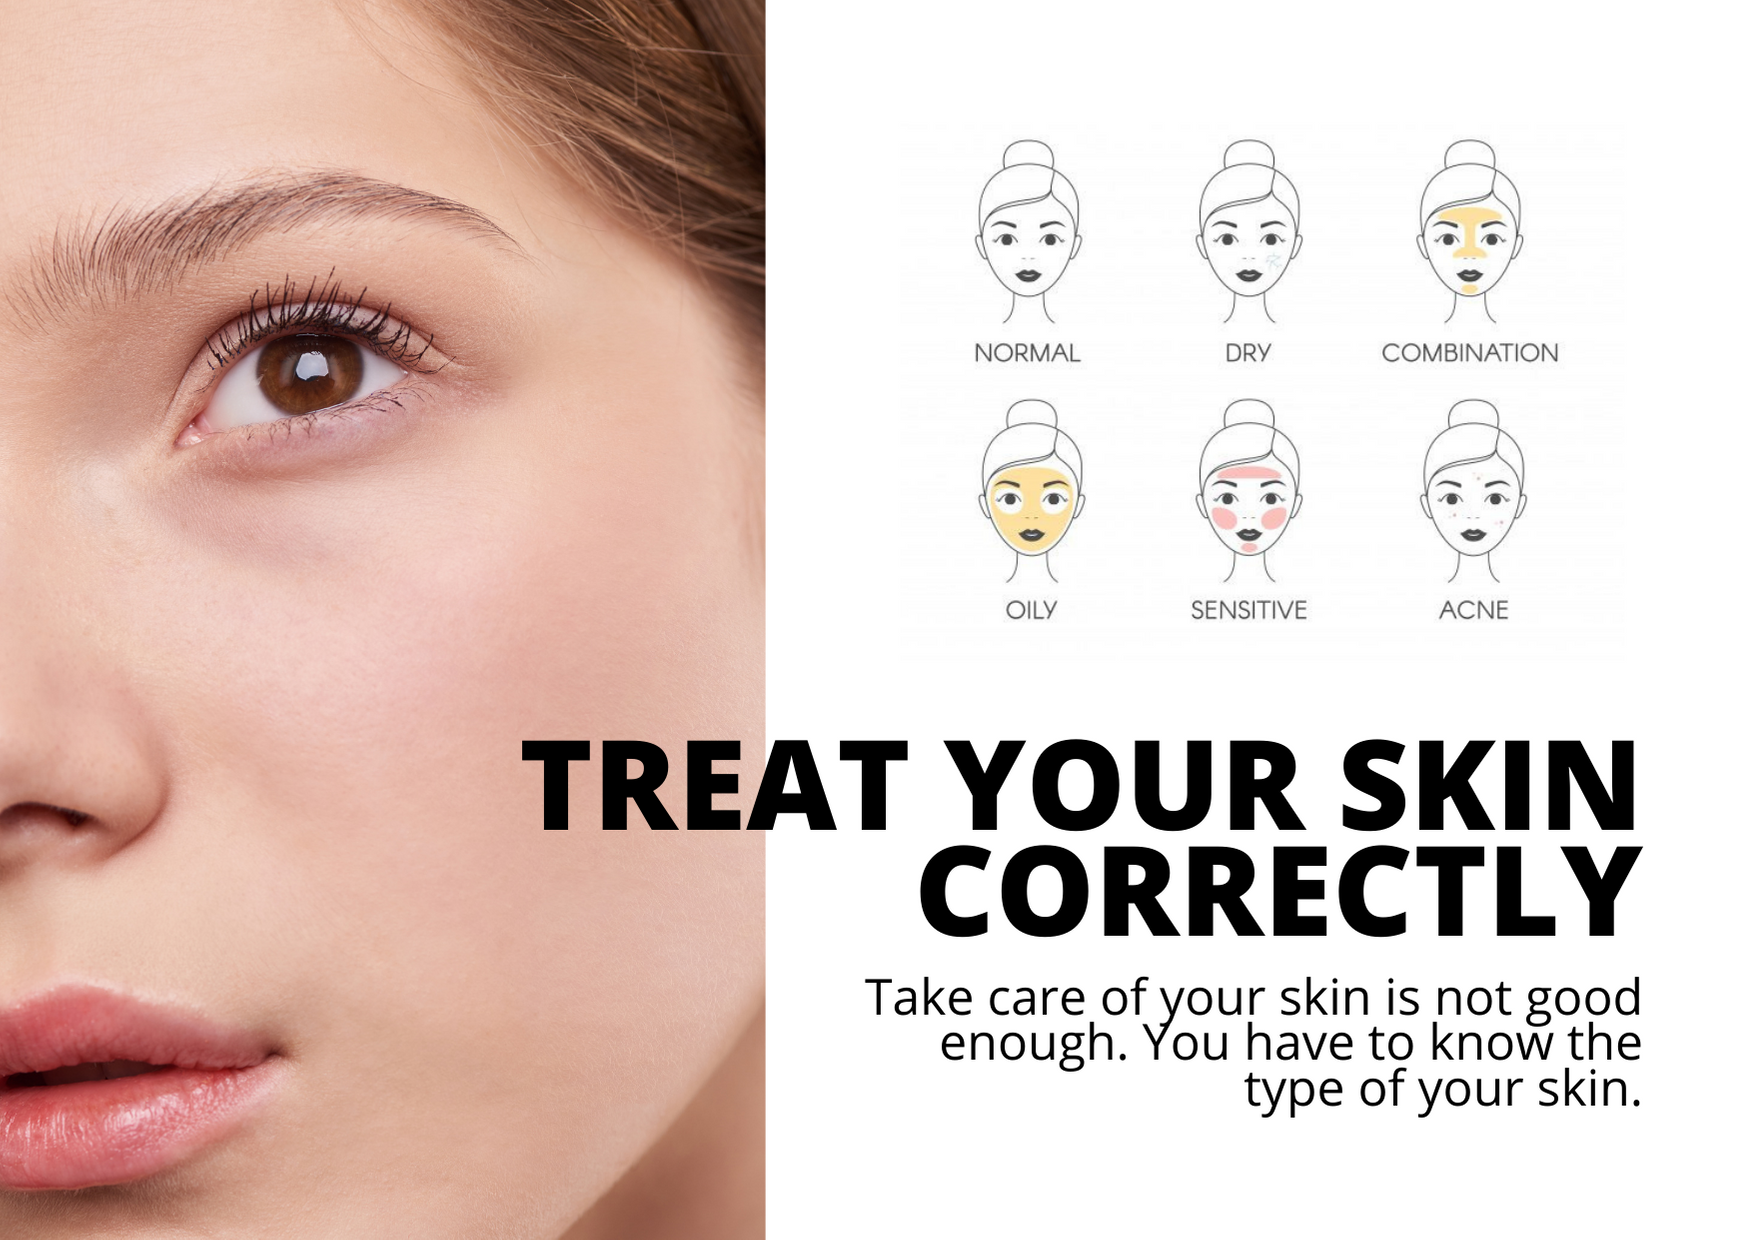 NORMAL
DRY
COMBINATION
OILY
SENSITIVE
ACNE
TREAT YOUR SKIN
CORRECTLY
Take care of your skin is not good
enough. You have to know the
type of your skin.